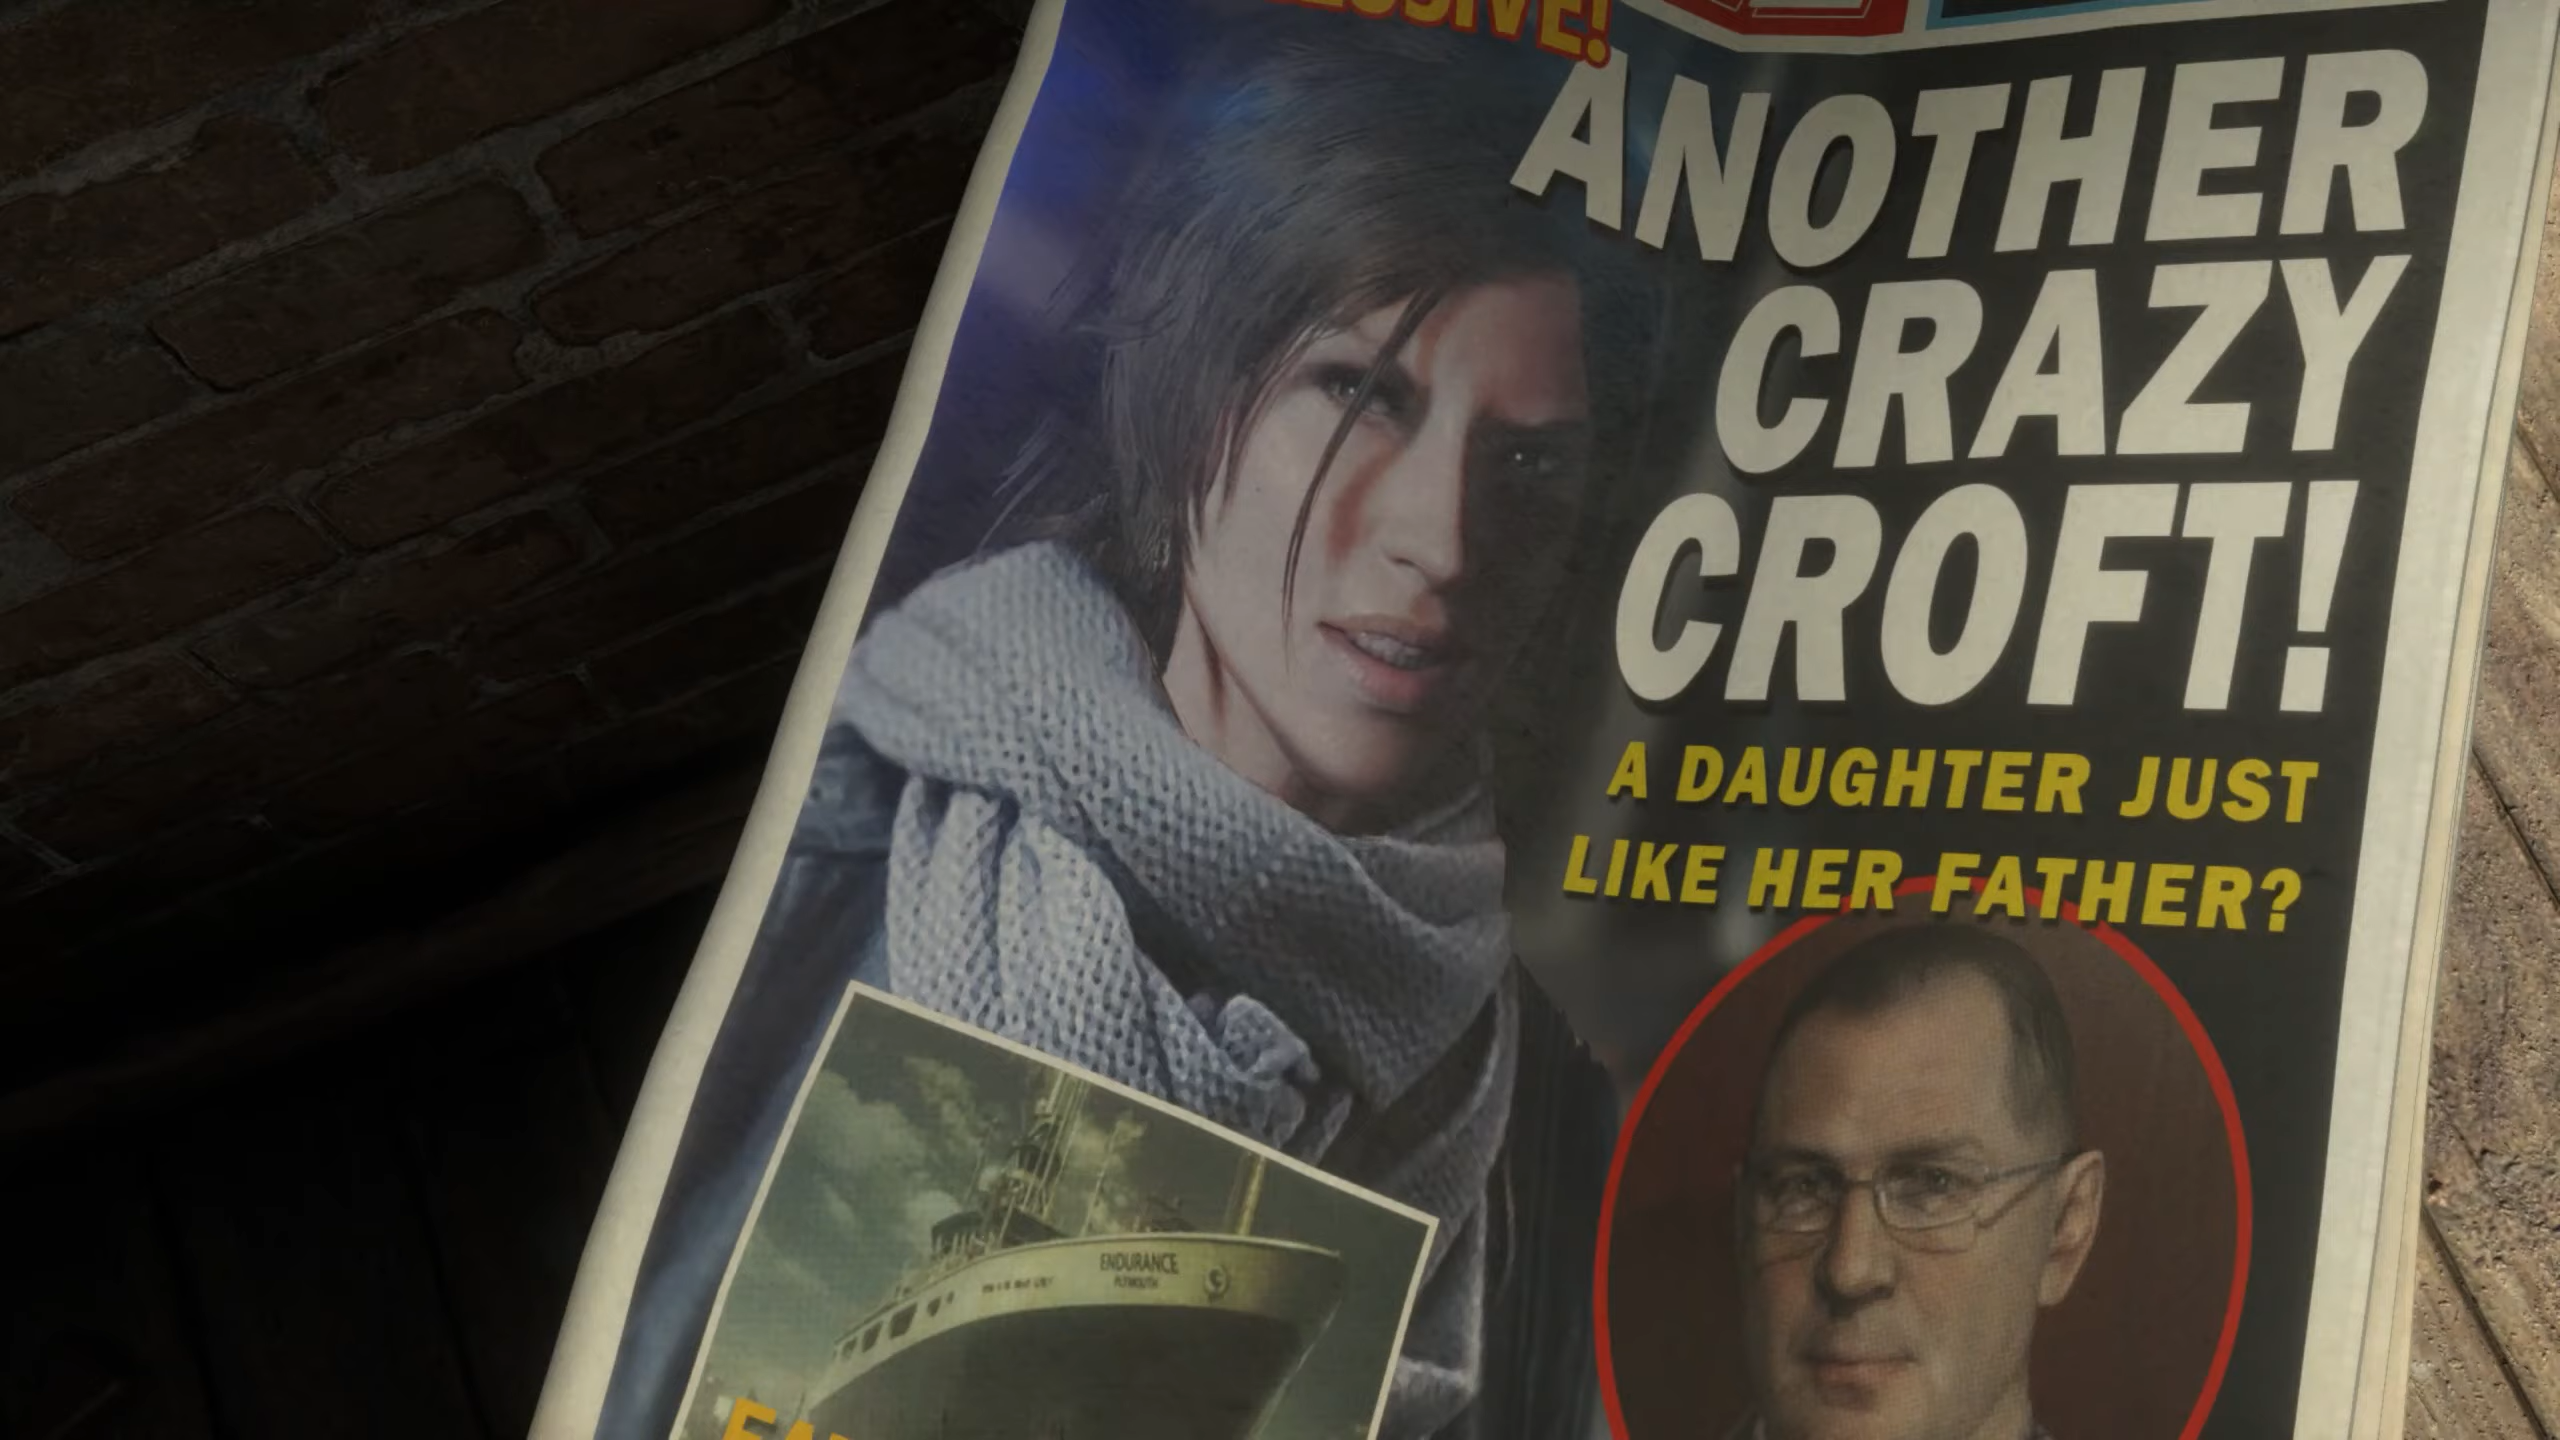 ANOTHER
CRAZY
CROFT!
A DAUGHTER JUST
LIKE HER FATHER?
ENDURANCE
PLYMOUTH